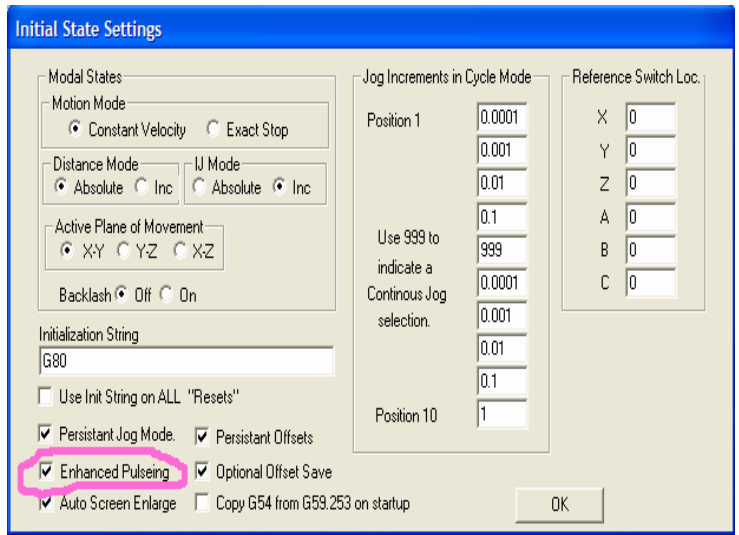 Initial State Settings
Modal States
Motion Mode
Constant Velocity Exact Stop
Distance Mode
Absolute Inc
IJ Mode
Absolute Inc
Active Plane of Movement
X-Y Y-Z X-Z
Backlash Off On
Initialization String
G80
Use Init String on ALL "Resets"
Persistant Jog Mode. Persistant Offsets
Enhanced Pulseing Optional Offset Save
Auto Screen Enlarge Copy G54 from G59.253 on startup
Jog Increments in Cycle Mode
Position 1 0.0001
0.001
0.01
0.1
Use 999 to
indicate a
Continous Jog
selection.
999
0.0001
0.001
0.01
0.1
Position 10 1
Reference Switch Loc.
X 0
Y 0
Z 0
A 0
B 0
C 0
OK